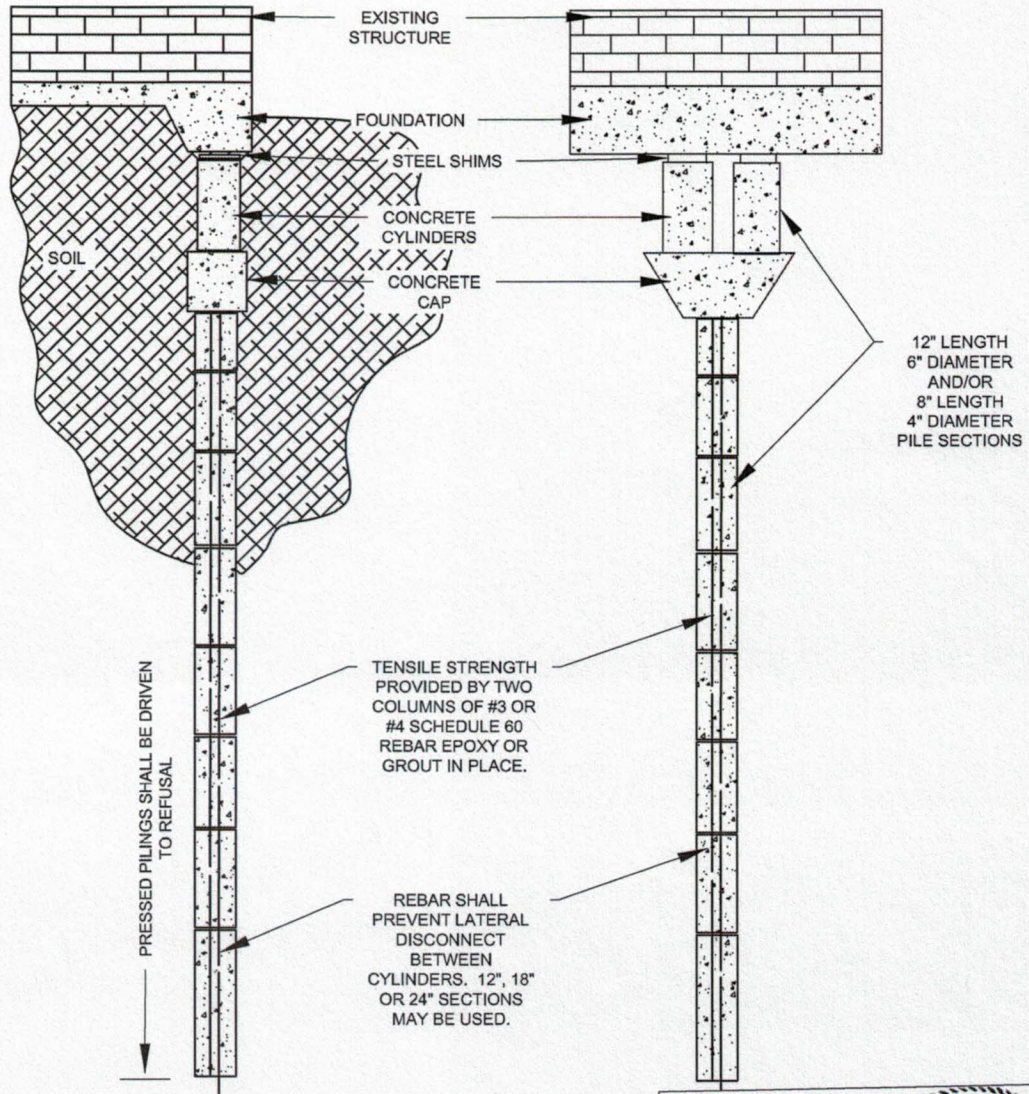 EXISTING
STRUCTURE
FOUNDATION
STEEL SHIMS
CONCRETE
CYLINDERS
SOIL
CONCRETE
CAP
12" LENGTH
6" DIAMETER
AND/OR
8" LENGTH
4" DIAMETER
PILE SECTIONS
TENSILE STRENGTH
PROVIDED BY TWO
COLUMNS OF #3 OR
#4 SCHEDULE 60
REBAR EPOXY OR
GROUT IN PLACE.
PRESSED PILINGS SHALL BE DRIVEN
TO REFUSAL
REBAR SHALL
PREVENT LATERAL
DISCONNECT
BETWEEN
CYLINDERS. 12", 18"
OR 24" SECTIONS
MAY BE USED.